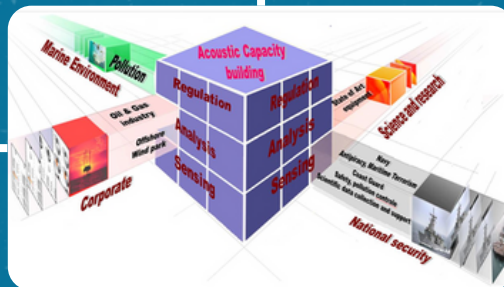 Acoustic Capacity
building
Regulation
Regulation
Analysis
Analysis
Sensing
Sensing
Marine Environment
Pollution
Oil & Gas
industry
Offshore
Wind park
Corporate
State of Art
equipment
Science and research
Navy
Antipiracy, Maritime Terrorism
Coast Guard
Safety, pollution controle
Scientific data collection and support
National security